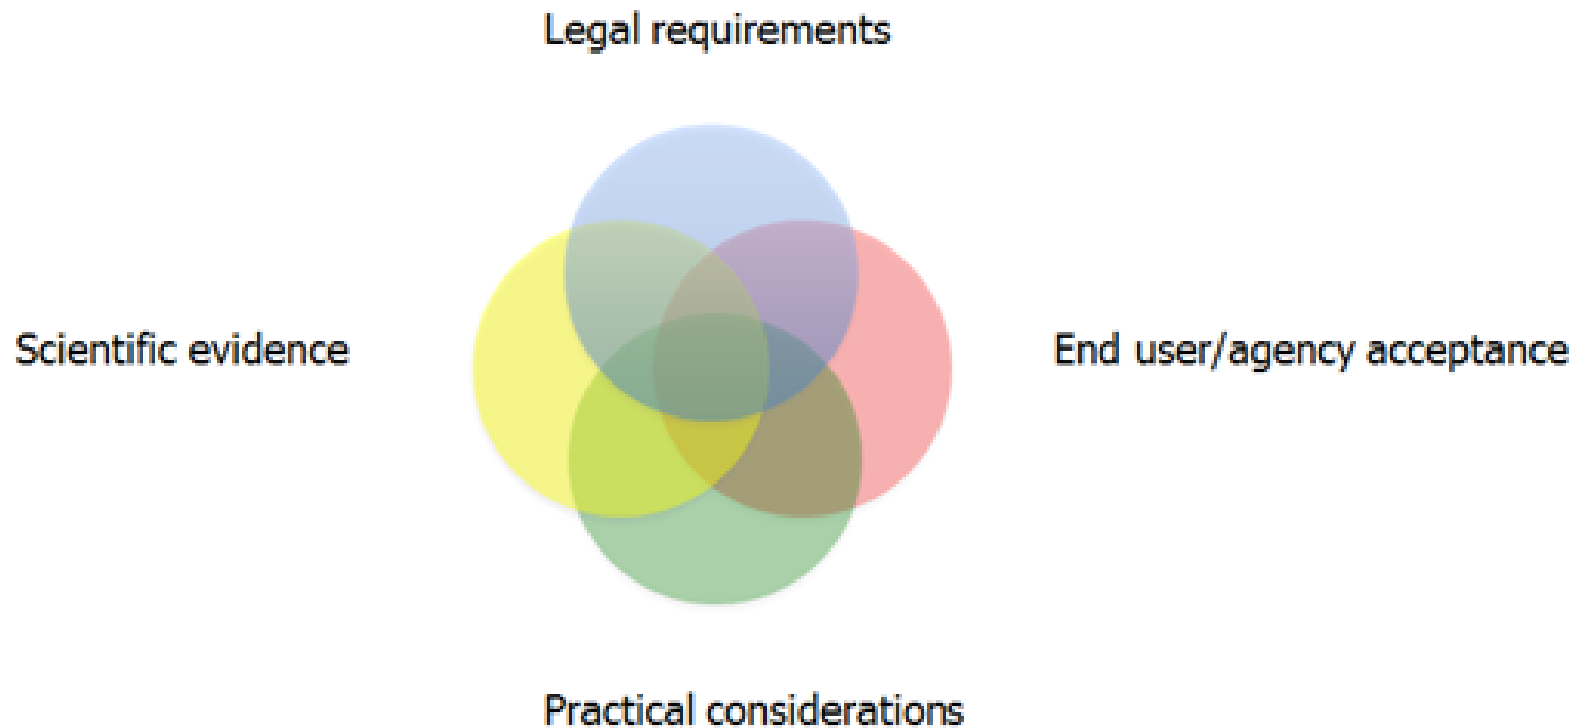 Legal requirements
Scientific evidence
End user/agency acceptance
Practical considerations